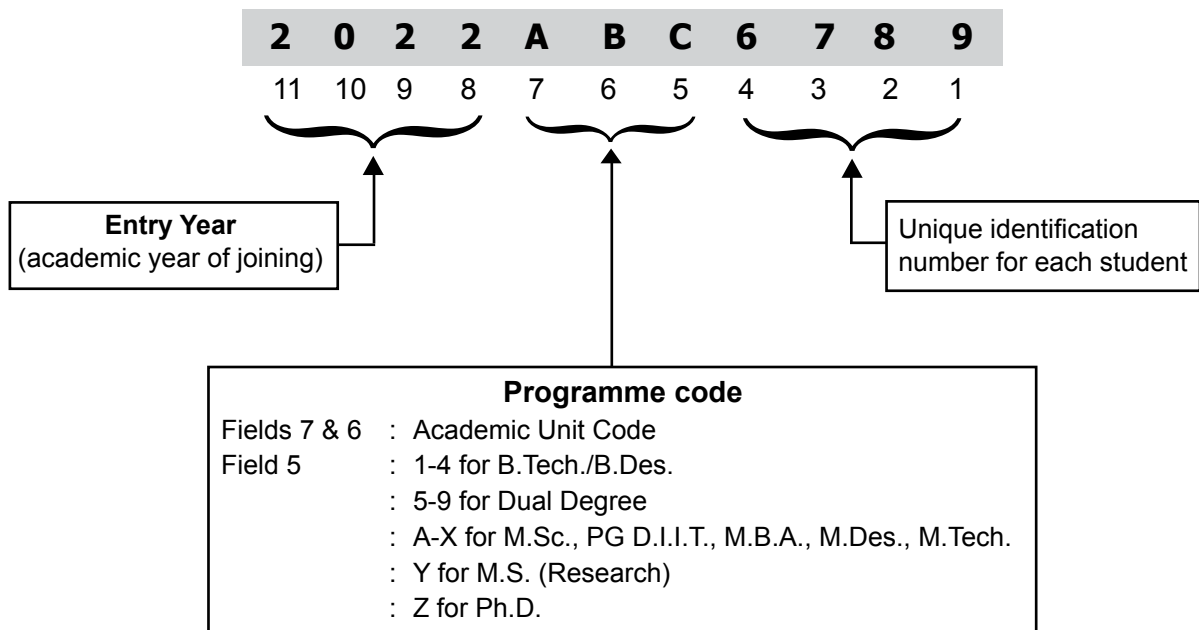 2 0 2 2 A B C 6 7 8 9
11 10 9 8 7 6 5 4 3 2 1
Entry Year
(academic year of joining)
Unique identification
number for each student
Programme code
Fields 7 & 6 : Academic Unit Code
Field 5 : 1-4 for B.Tech./B.Des.
: 5-9 for Dual Degree
: A-X for M.Sc., PG D.I.I.T., M.B.A., M.Des., M.Tech.
: Y for M.S. (Research)
: Z for Ph.D.